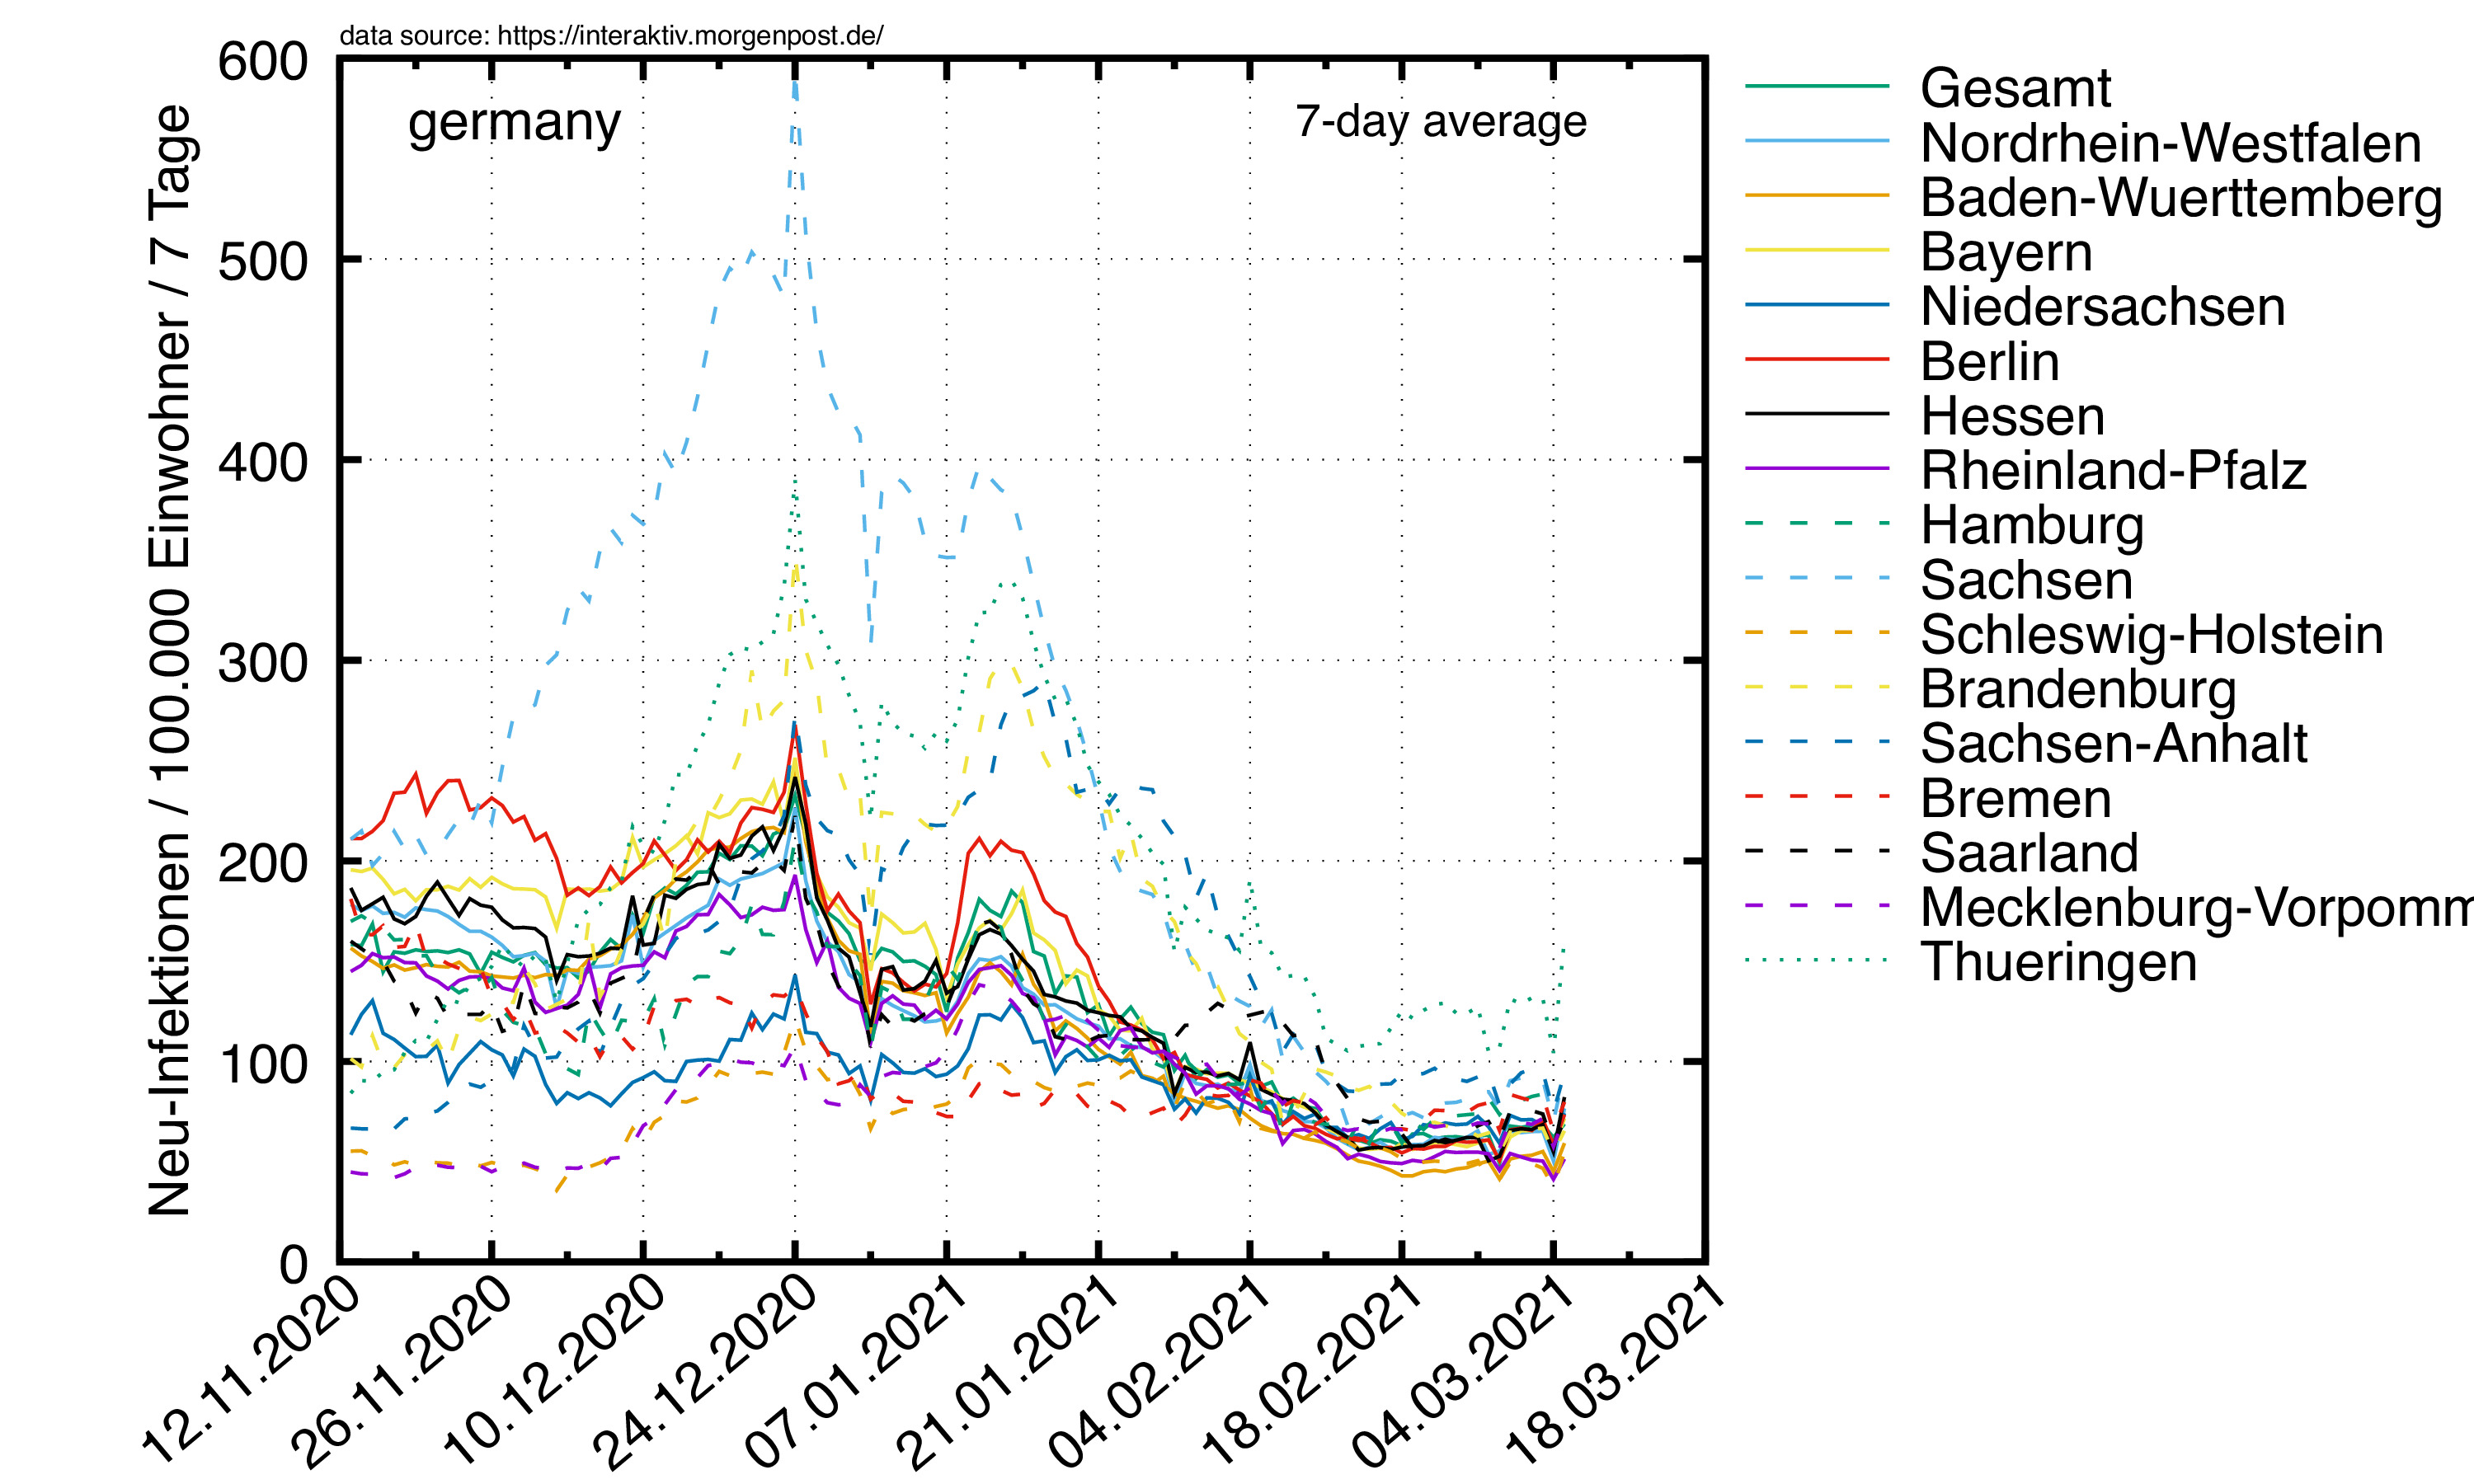 data source: https://interaktiv.morgenpost.de/
germany
7-day average
Neu-Infektionen / 100.000 Einwohner / 7 Tage
600
500
400
300
200
100
0
12.11.2020
26.11.2020
10.12.2020
24.12.2020
07.01.2021
21.01.2021
04.02.2021
18.02.2021
04.03.2021
18.03.2021
Gesamt
Nordrhein-Westfalen
Baden-Wuerttemberg
Bayern
Niedersachsen
Berlin
Hessen
Rheinland-Pfalz
Hamburg
Sachsen
Schleswig-Holstein
Brandenburg
Sachsen-Anhalt
Bremen
Saarland
Mecklenburg-Vorpomm
Thueringen